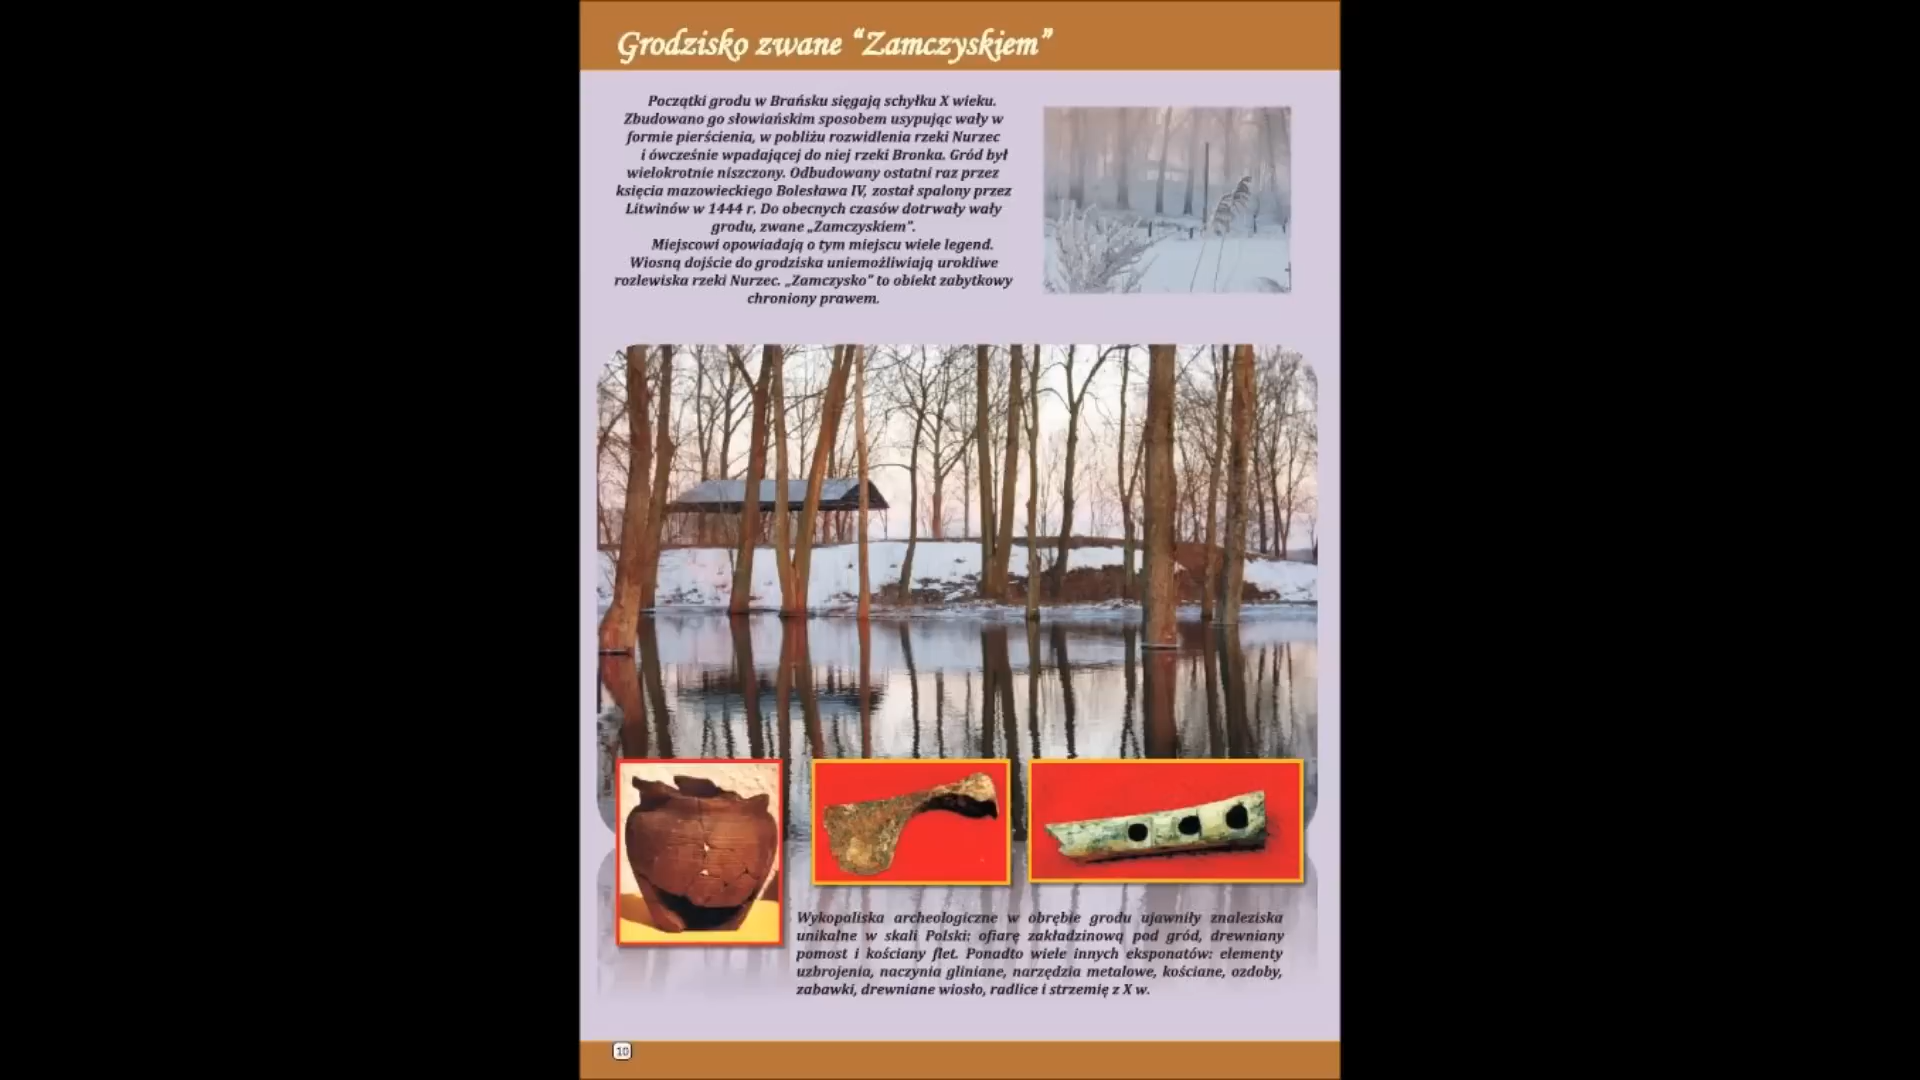 Grodzisko zwane “Zamczyskiem”
Początki grodu w Brańsku sięgają schyłku X wieku.
Zbudowano go słowiańskim sposobem usypując wały w
formie pierścienia, w pobliżu rozwidlenia rzeki Nurzec
i ówcześnie wpadającej do niej rzeki Bronka. Gród był
wielokrotnie niszczony. Odbudowany ostatni raz przez
księcia mazowieckiego Bolesława IV, został spalony przez
Litwinów w 1444 r. Do obecnych czasów dotrwały wały
grodu, zwane „Zamczyskiem”.
Miejscowi opowiadają o tym miejscu wiele legend.
Wiosną dojście do grodziska uniemożliwiają urokliwe
rozlewiska rzeki Nurzec. „Zamczysko” to obiekt zabytkowy
chroniony prawem.
Wykopaliska archeologiczne w obrębie grodu ujawniły znaleziska
unikalne w skali Polski: ofiarę zakładzinową pod gród, drewniany
pomost i kościany flet. Ponadto wiele innych eksponatów: elementy
uzbrojenia, naczynia gliniane, narzędzia metalowe, kościane, ozdoby,
zabawki, drewniane wiosło, radlice i strzemię z X w.
10